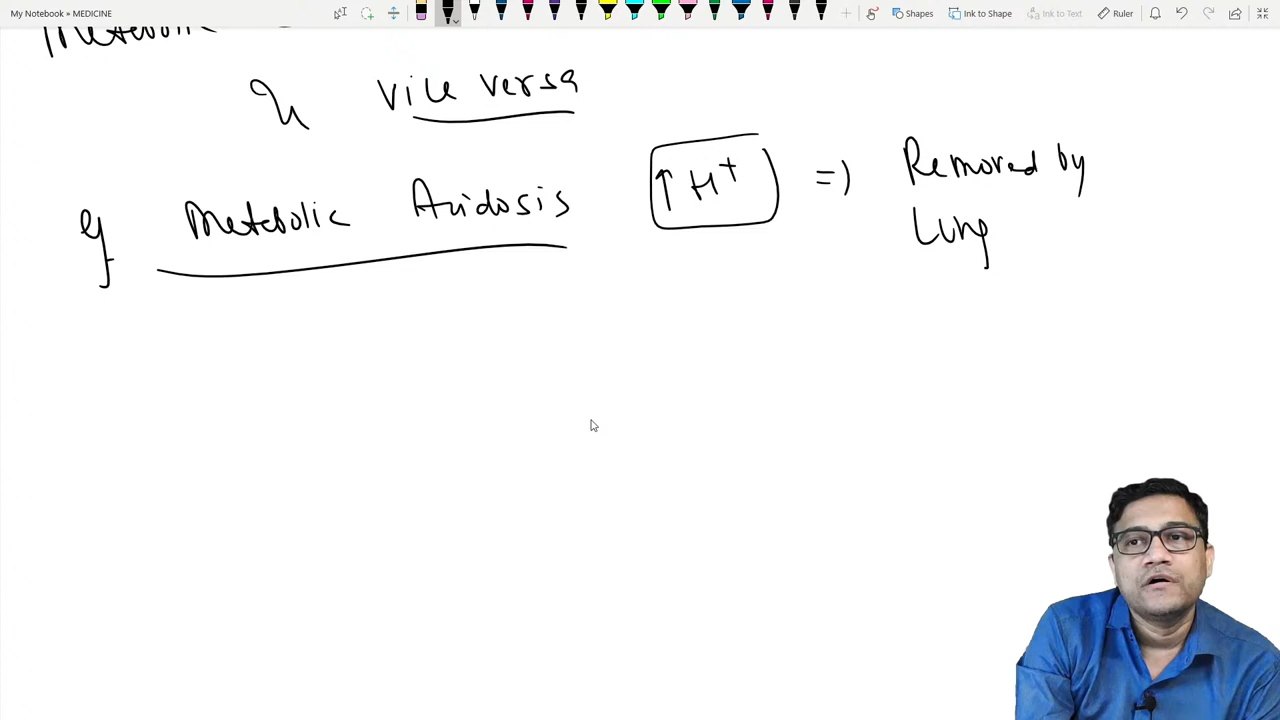 My Notebook » MEDICINE
Shapes
Ink to Shape
Ink to Text
Ruler
Metabolic
vice versa
eg Metabolic Acidosis ↑ H+ => Removed by
Lung